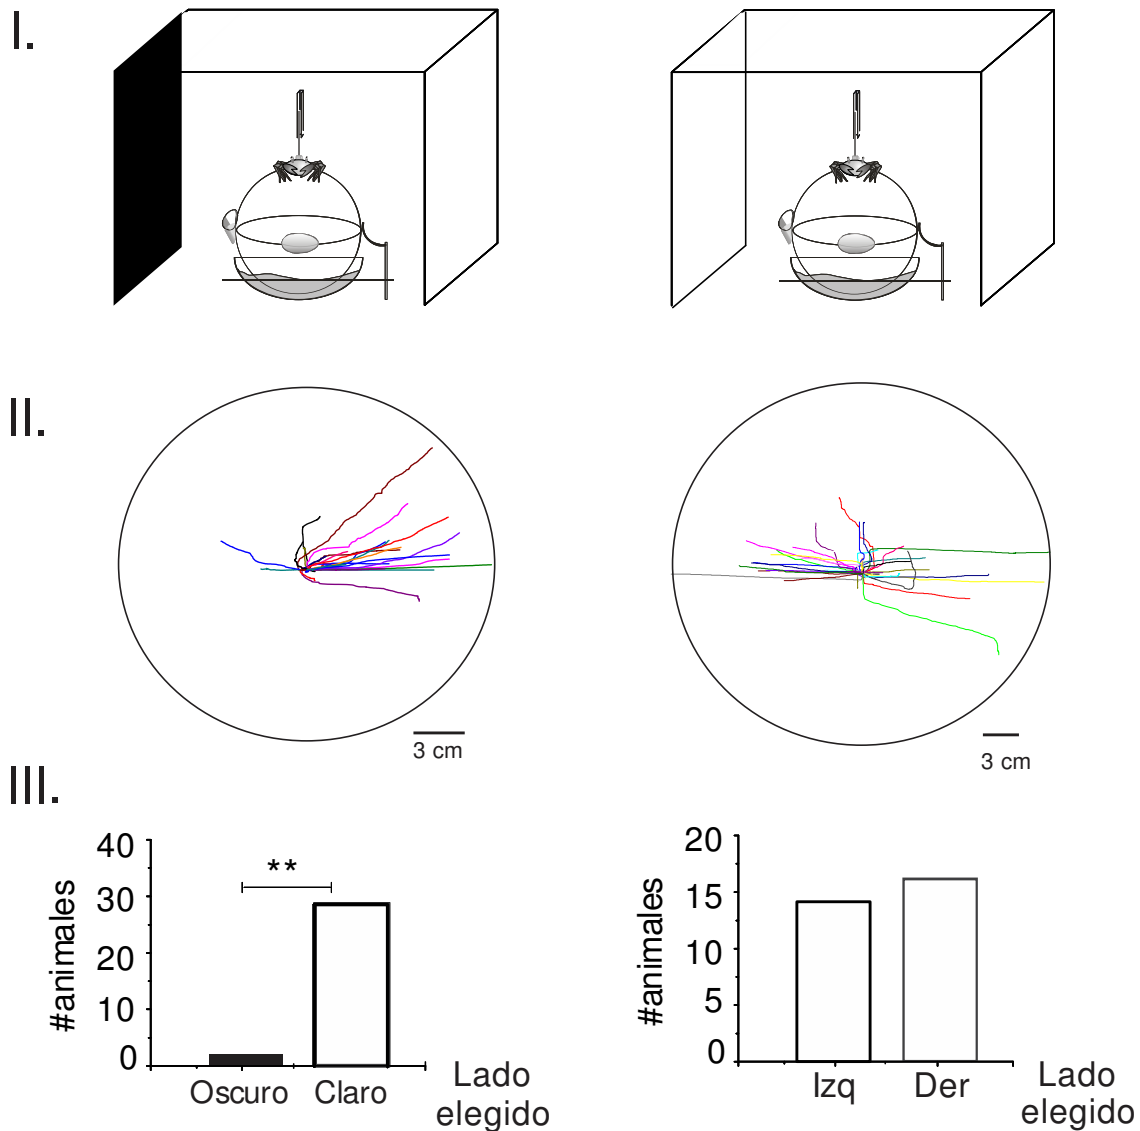 I.
II.
3 cm
3 cm
III.
40
30
20
10
0
#animales
**
Oscuro
Claro
Lado
elegido
20
15
10
5
0
#animales
Izq
Der
Lado
elegido